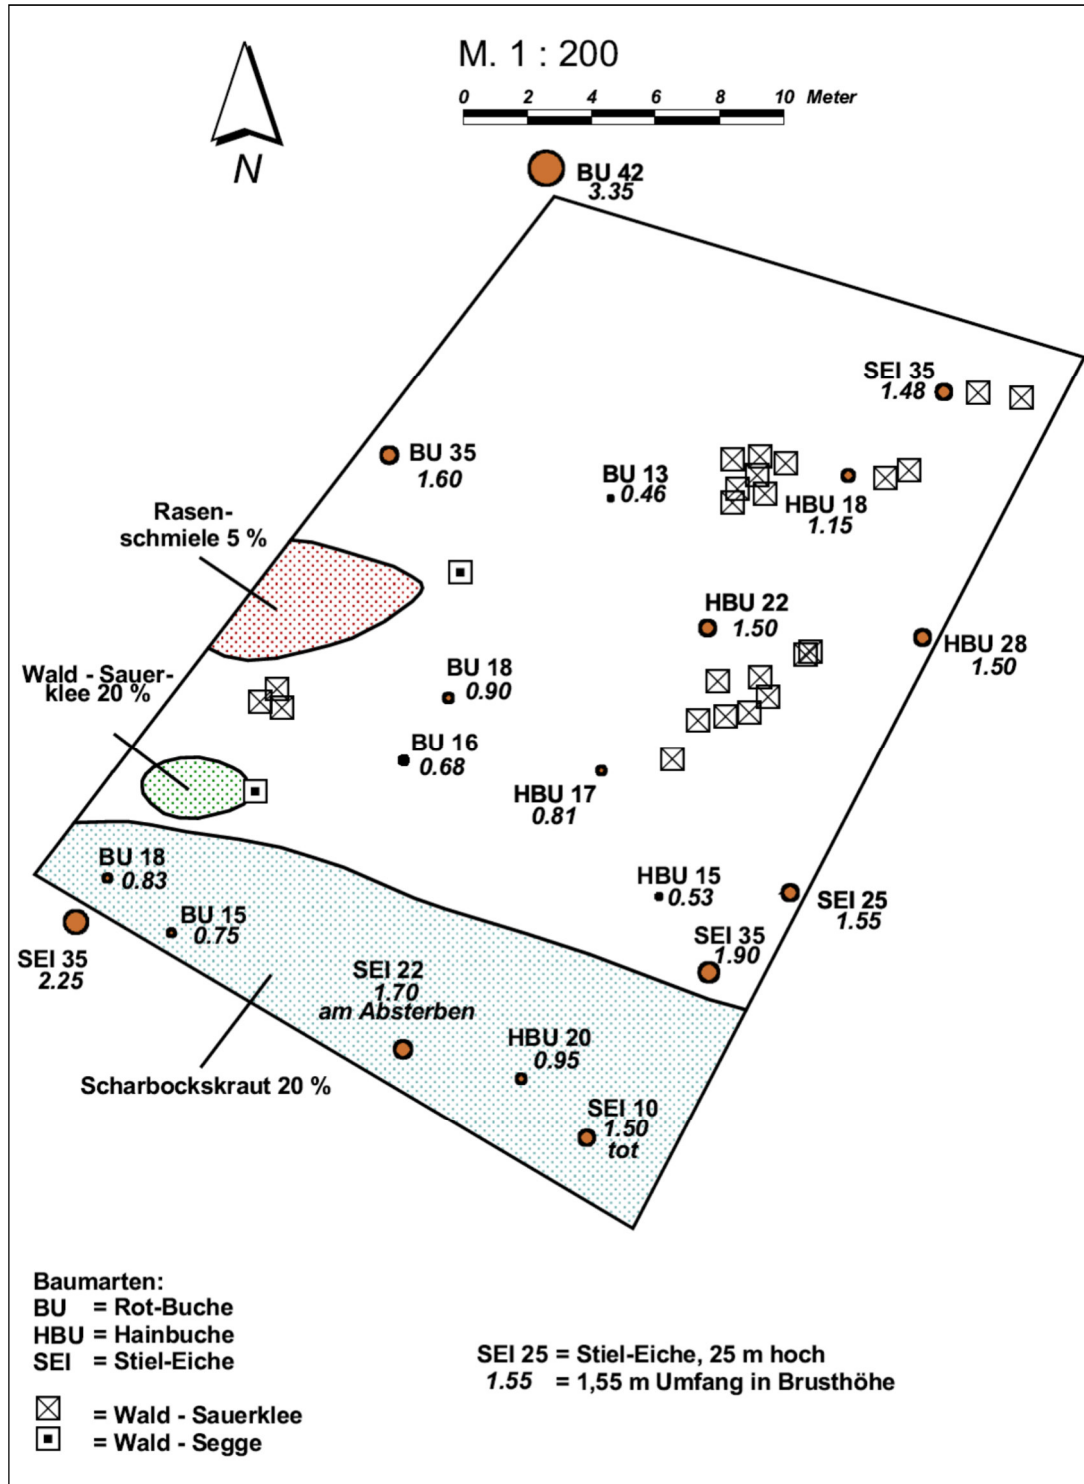 M. 1 : 200
0 2 4 6 8 10 Meter
N
BU 42
3.35
SEI 35
1.48
BU 35
1.60
BU 13
0.46
HBU 18
1.15
Rasen-
schmiele 5 %
HBU 22
1.50
HBU 28
1.50
Wald - Sauer-
klee 20 %
BU 18
0.90
BU 16
0.68
HBU 17
0.81
BU 18
0.83
HBU 15
0.53
SEI 25
1.55
BU 15
0.75
SEI 35
2.25
SEI 35
1.90
SEI 22
1.70
am Absterben
HBU 20
0.95
Scharbockskraut 20 %
SEI 10
1.50
tot
Baumarten:
BU = Rot-Buche
HBU = Hainbuche
SEI = Stiel-Eiche
SEI 25 = Stiel-Eiche, 25 m hoch
1.55 = 1,55 m Umfang in Brusthöhe
= Wald - Sauerklee
= Wald - Segge